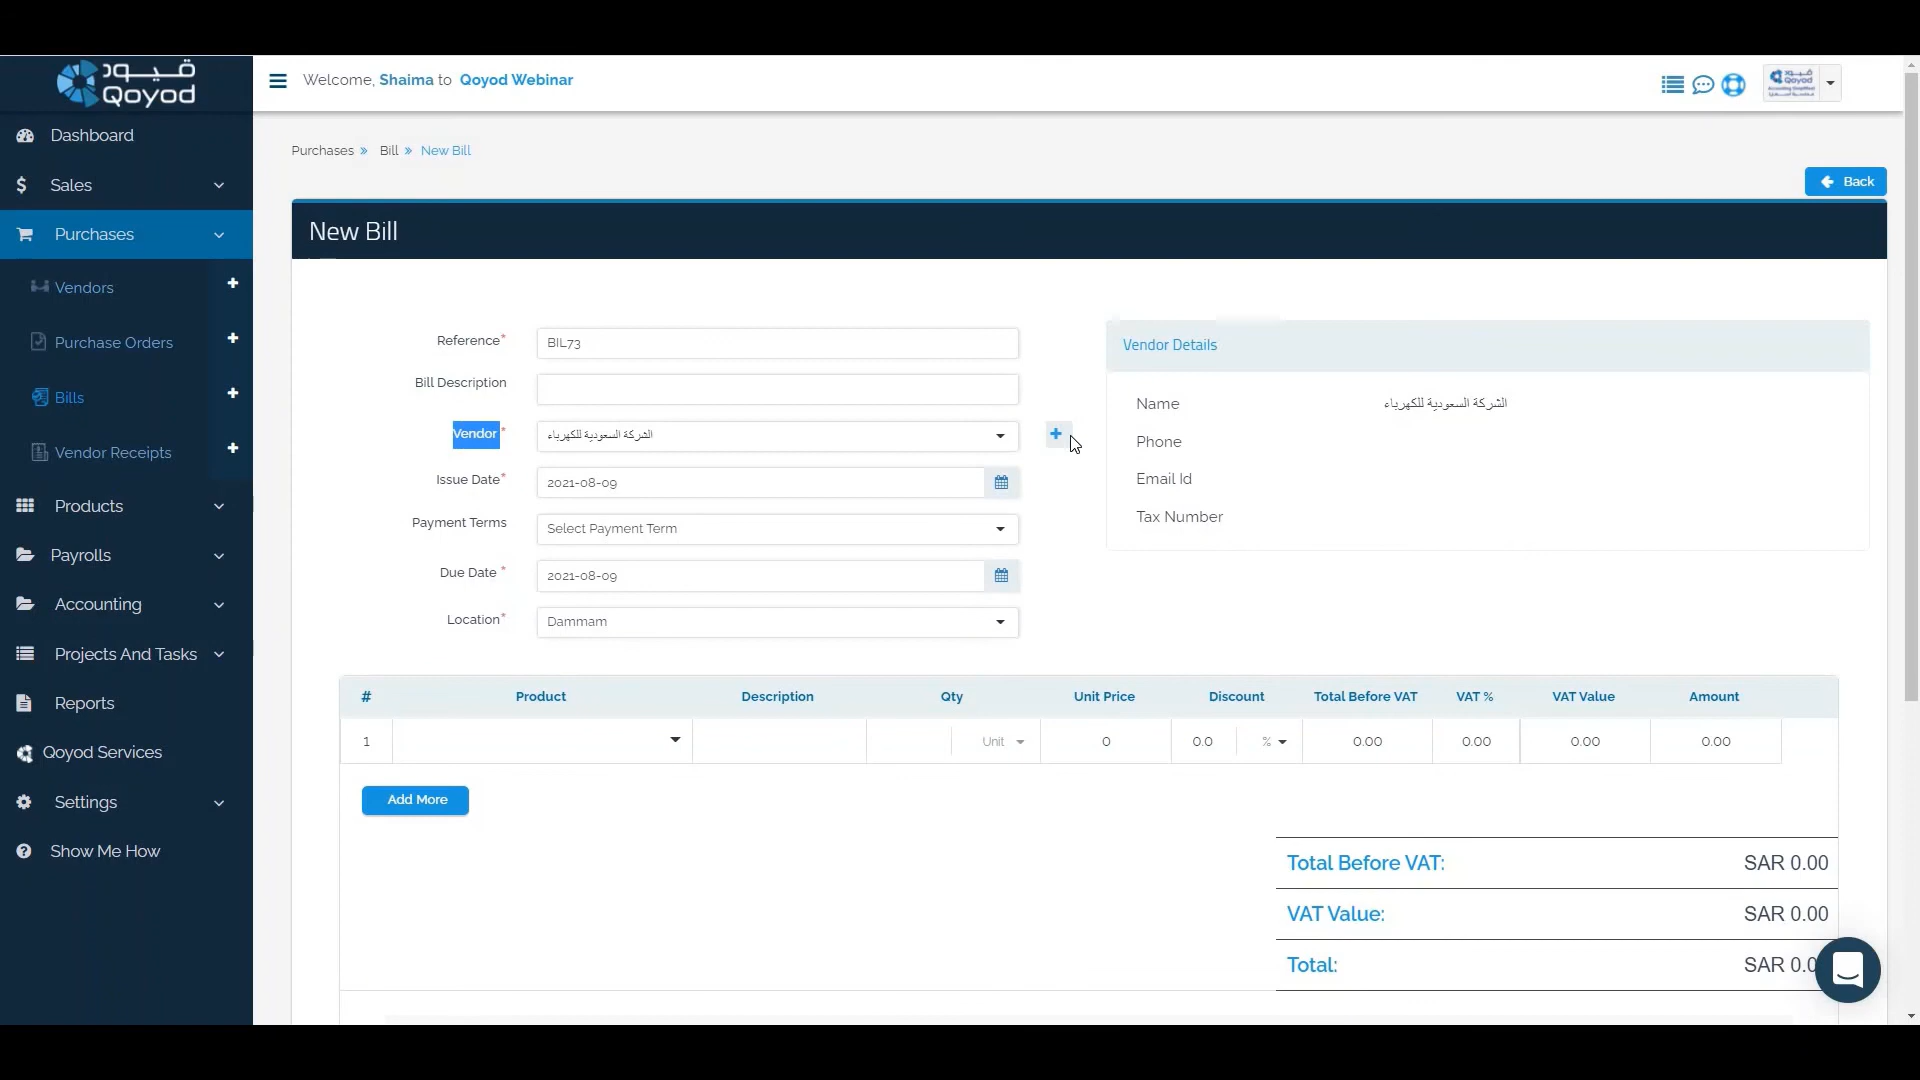 قيود
Qoyod
Welcome, Shaima to Qoyod Webinar
Dashboard
Sales
Purchases
Vendors
Purchase Orders
Bills
Vendor Receipts
Products
Payrolls
Accounting
Projects And Tasks
Reports
Qoyod Services
Settings
Show Me How
Purchases » Bill » New Bill
Back
New Bill
Reference* BIL73
Bill Description
Vendor * الشركة السعودية للكهرباء
Issue Date* 2021-08-09
Payment Terms Select Payment Term
Due Date * 2021-08-09
Location* Dammam
Vendor Details
Name الشركة السعودية للكهرباء
Phone
Email Id
Tax Number
# Product Description Qty Unit Price Discount Total Before VAT VAT % VAT Value Amount
1 Unit 0 0.0 % 0.00 0.00 0.00 0.00
Add More
Total Before VAT: SAR 0.00
VAT Value: SAR 0.00
Total: SAR 0.0